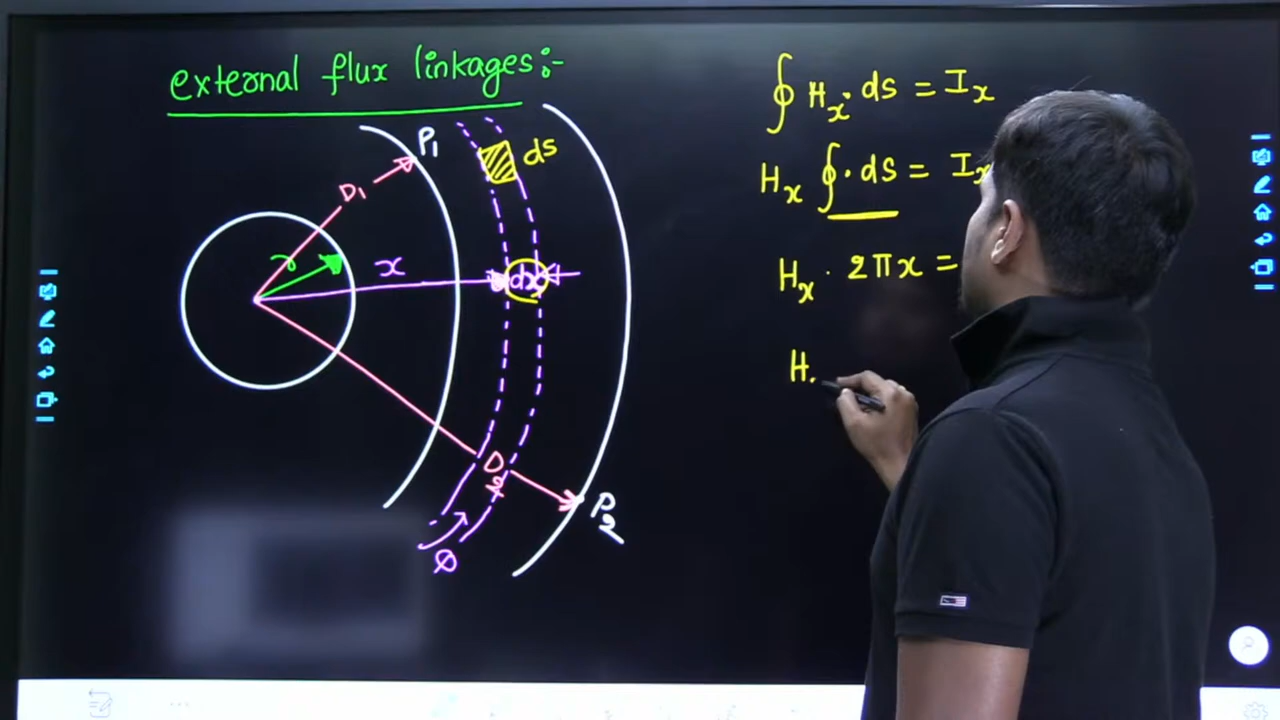 external flux linkages:-
∮ Hx · ds = Ix
Hx ∮ · ds = Ix
Hx · 2πx =
H
P1
D1
r
x
dx
ds
D2
P2
ø